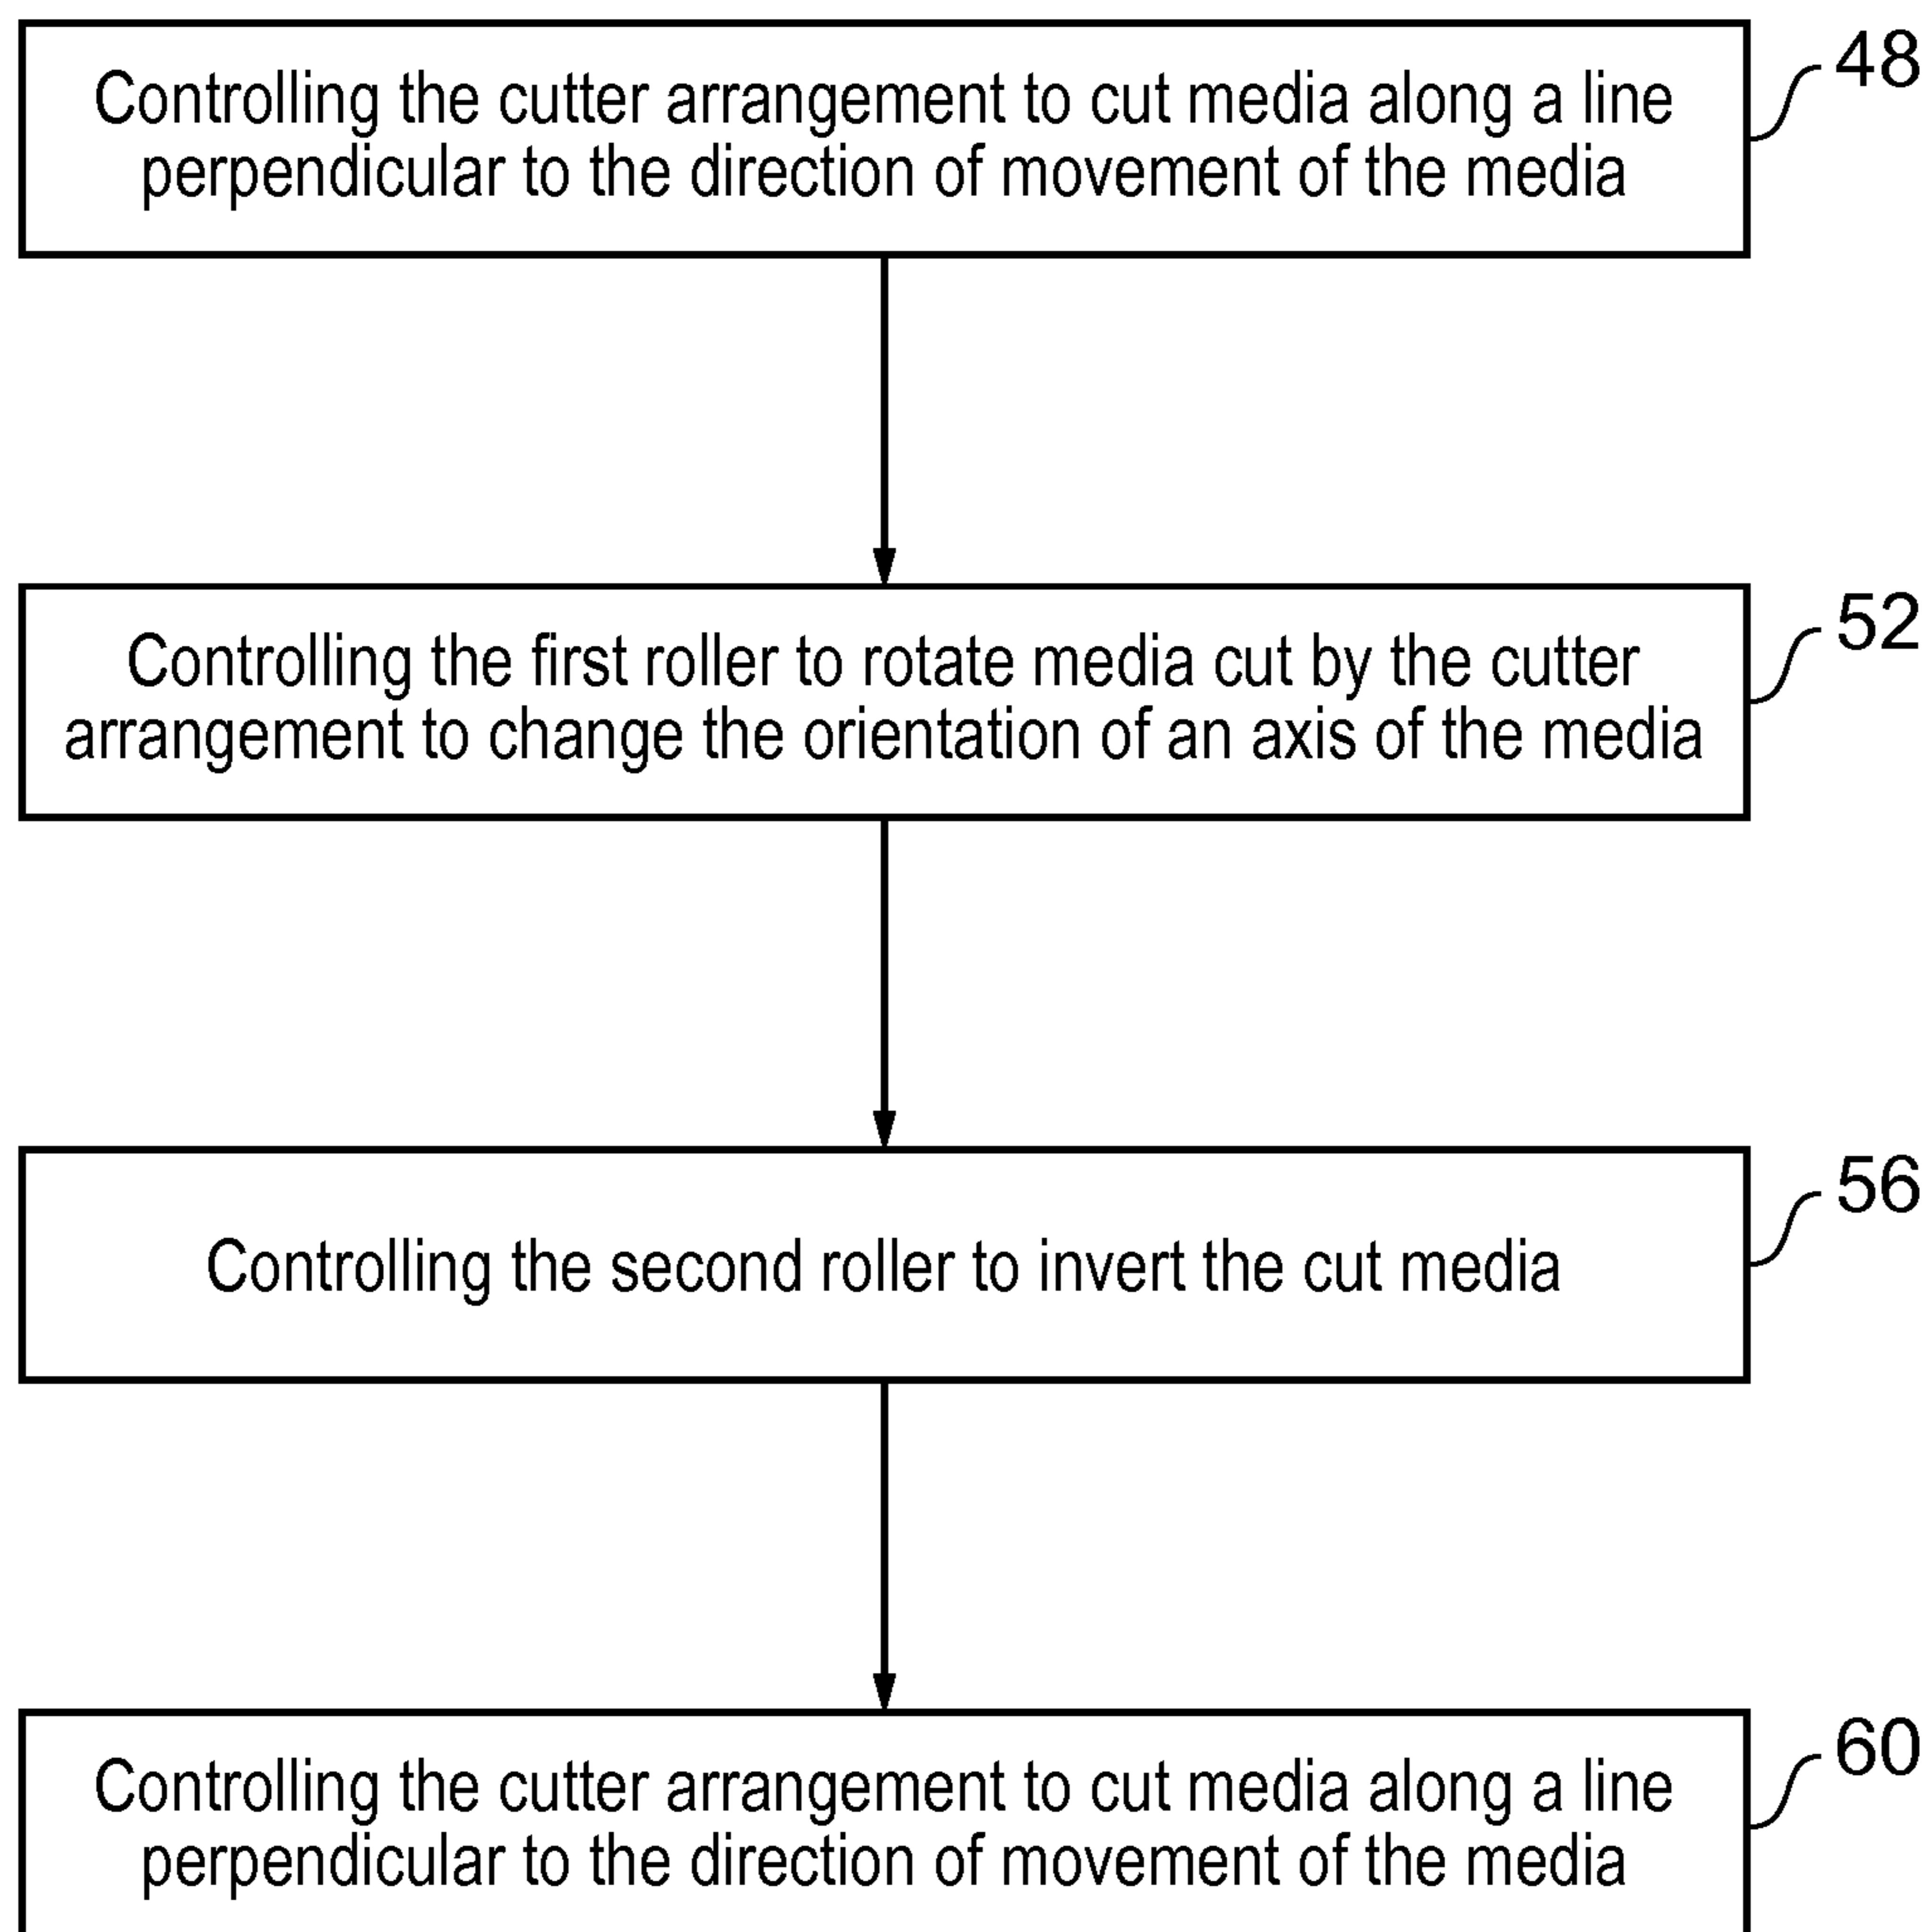 48
Controlling the cutter arrangement to cut media along a line
perpendicular to the direction of movement of the media
52
Controlling the first roller to rotate media cut by the cutter
arrangement to change the orientation of an axis of the media
56
Controlling the second roller to invert the cut media
60
Controlling the cutter arrangement to cut media along a line
perpendicular to the direction of movement of the media